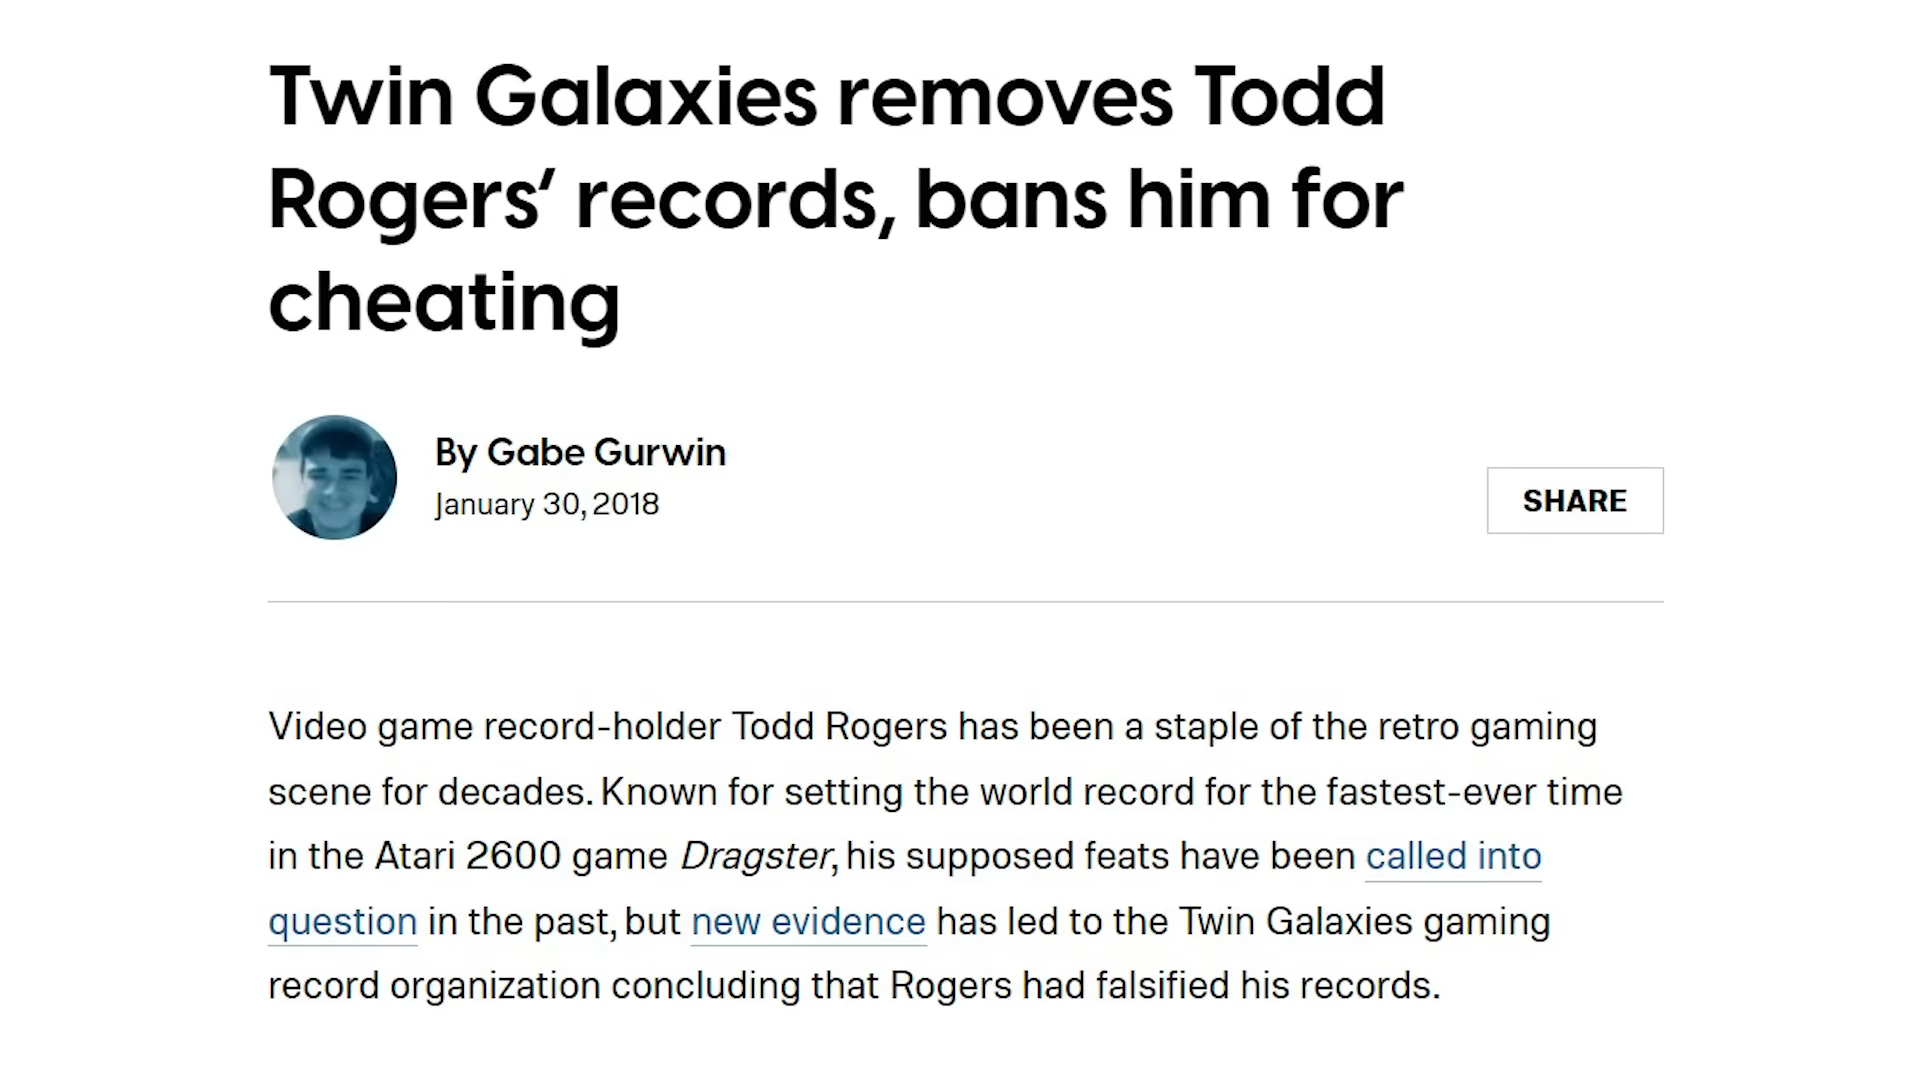 Twin Galaxies removes Todd
Rogers‘ records, bans him for
cheating
By Gabe Gurwin
January 30, 2018
SHARE
Video game record-holder Todd Rogers has been a staple of the retro gaming
scene for decades. Known for setting the world record for the fastest-ever time
in the Atari 2600 game Dragster, his supposed feats have been called into
question in the past, but new evidence has led to the Twin Galaxies gaming
record organization concluding that Rogers had falsified his records.